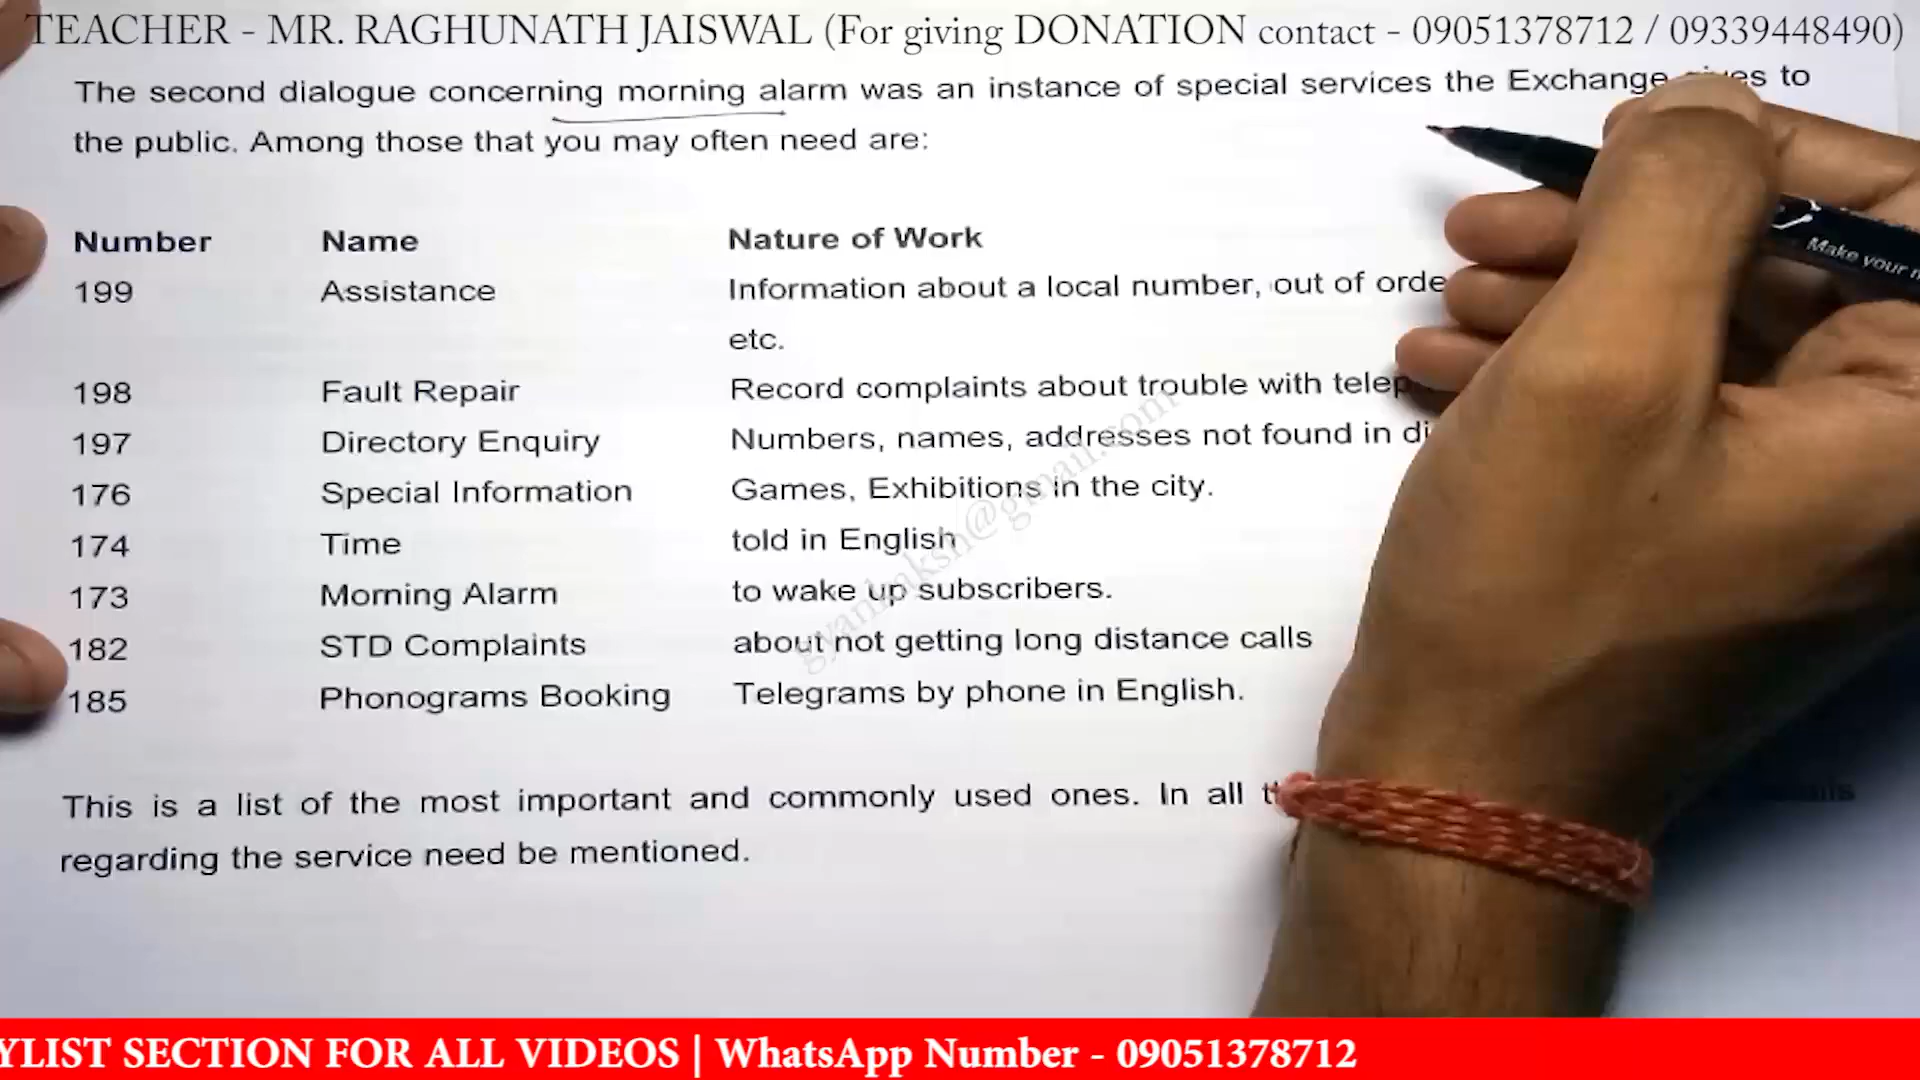 TEACHER - MR. RAGHUNATH JAISWAL (For giving DONATION contact - 09051378712 / 09339448490)
The second dialogue concerning morning alarm was an instance of special services the Exchange to
the public. Among those that you may often need are:
Number Name Nature of Work
199 Assistance Information about a local number, out of
etc.
198 Fault Repair Record complaints about trouble with
197 Directory Enquiry Numbers, names, addresses not found in
176 Special Information Games, Exhibitions in the city.
174 Time told in English
173 Morning Alarm to wake up subscribers.
182 STD Complaints about not getting long distance calls
185 Phonograms Booking Telegrams by phone in English.
This is a list of the most important and commonly used ones. In all
regarding the service need be mentioned.
Make your
YLIST SECTION FOR ALL VIDEOS | WhatsApp Number - 09051378712